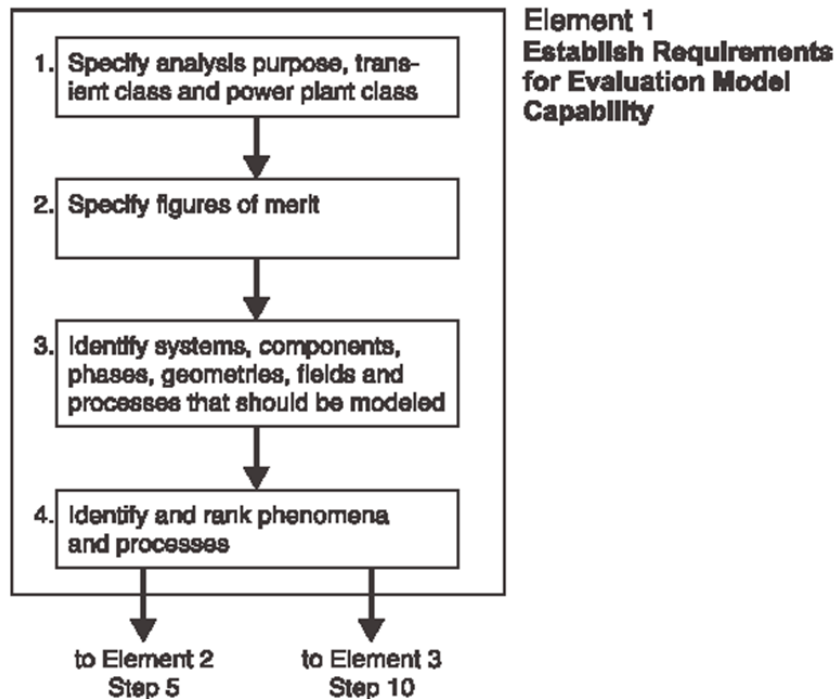 Element 1
Establish Requirements
for Evaluation Model
Capability
1. Specify analysis purpose, trans-
ient class and power plant class
2. Specify figures of merit
3. Identify systems, components,
phases, geometries, fields and
processes that should be modeled
4. Identify and rank phenomena
and processes
to Element 2
Step 5
to Element 3
Step 10